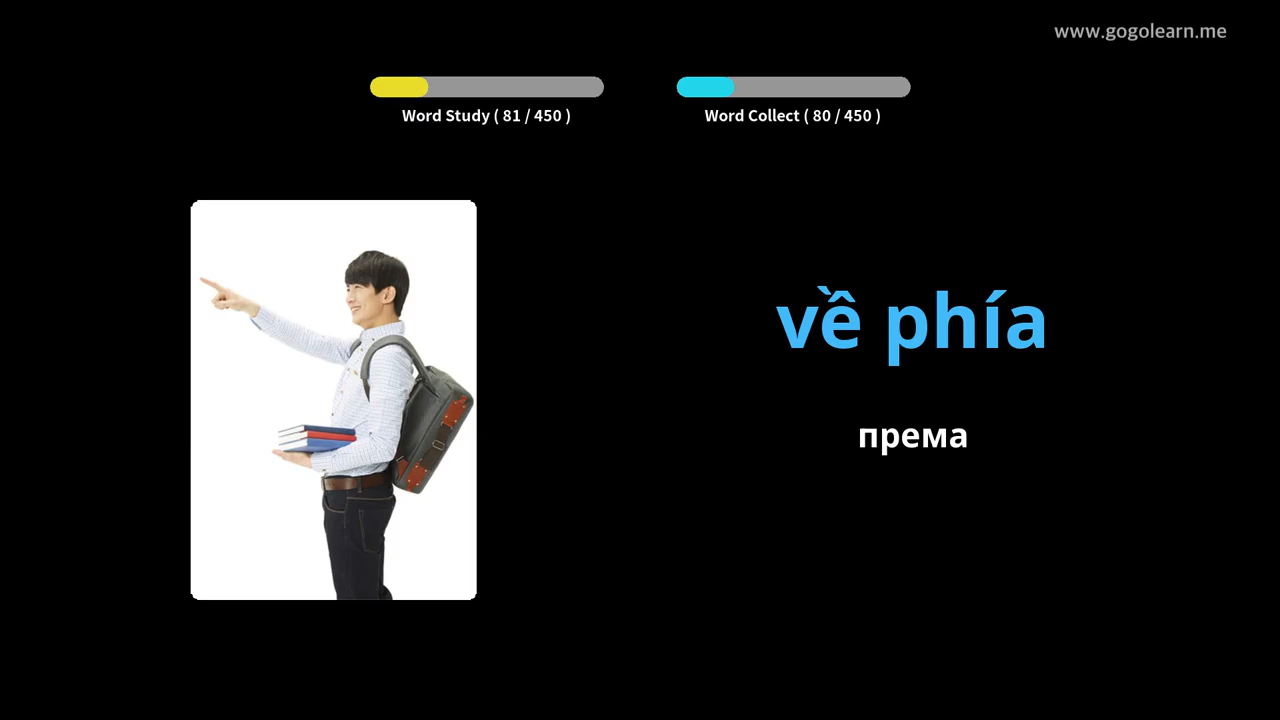 www.gogolearn.me
Word Study ( 81 / 450 )
Word Collect ( 80 / 450 )
về phía
према